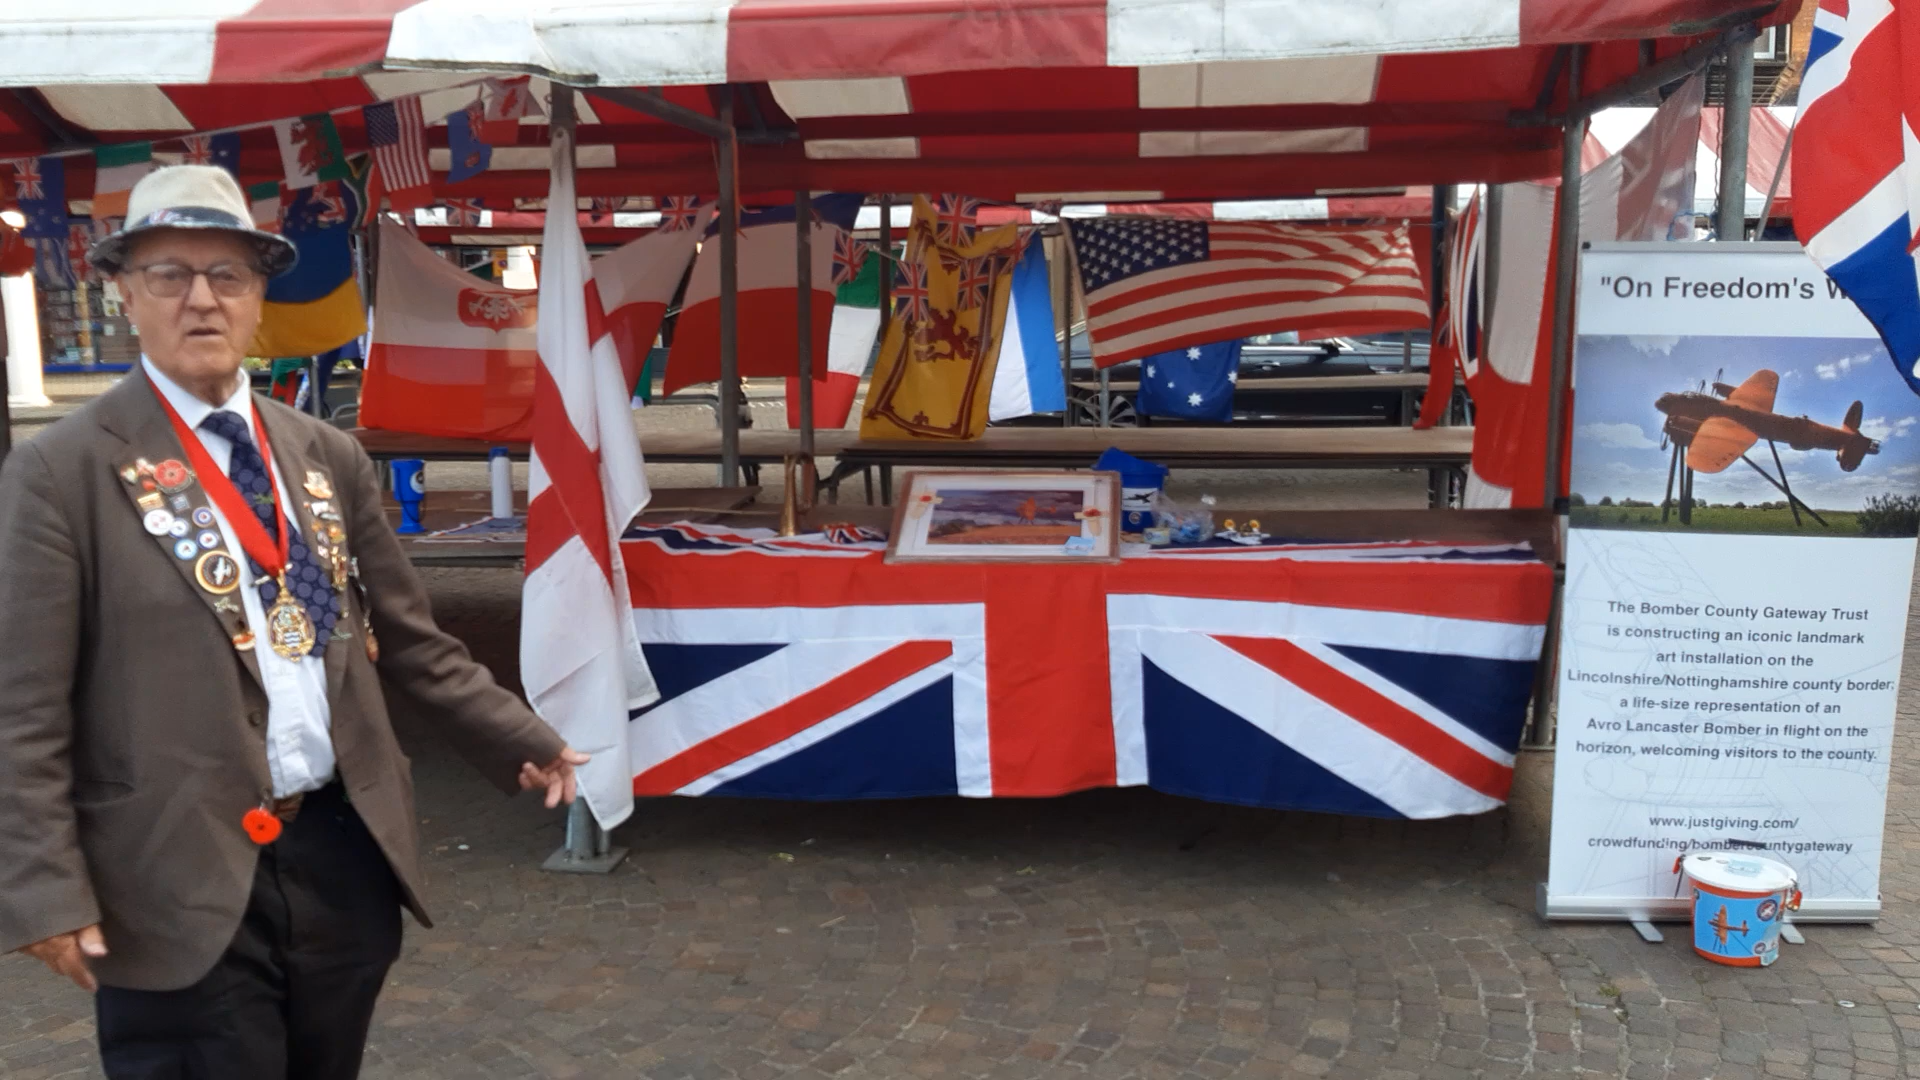 "On Freedom's
The Bomber County Gateway Trust
is constructing an iconic landmark
art installation on the
Lincolnshire/Nottinghamshire county border;
a life-size representation of an
Avro Lancaster Bomber in flight on the
horizon, welcoming visitors to the county.
www.justgiving.com/
crowdfunding/bombercountygateway